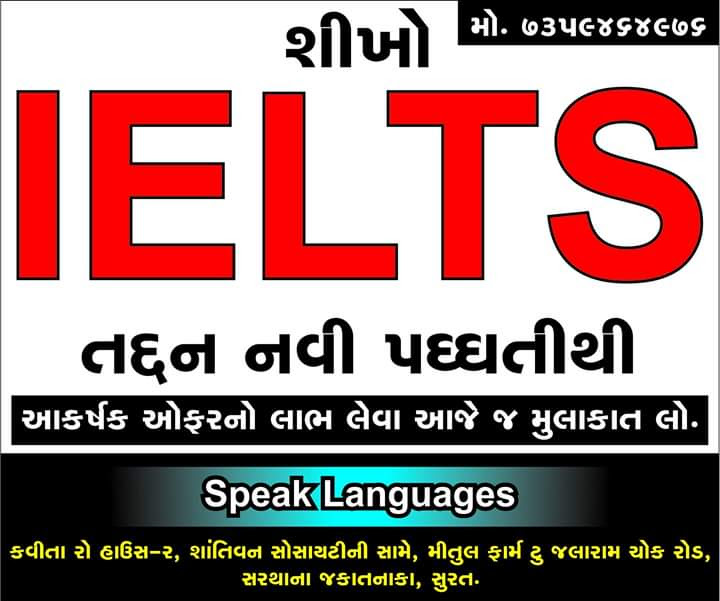 શીખો
મો. ૭૩૫૯૪૬૪૯૭૬
IELTS
તદ્દન નવી પધ્ધતીથી
આકર્ષક ઓફરનો લાભ લેવા આજે જ મુલાકાત લો.
Speak Languages
કવીતા રો હાઉસ-૨, શાંતિવન સોસાયટીની સામે, મીતુલ ફાર્મ ટુ જલારામ ચોક રોડ,
સરથાના જકાતનાકા, સુરત.